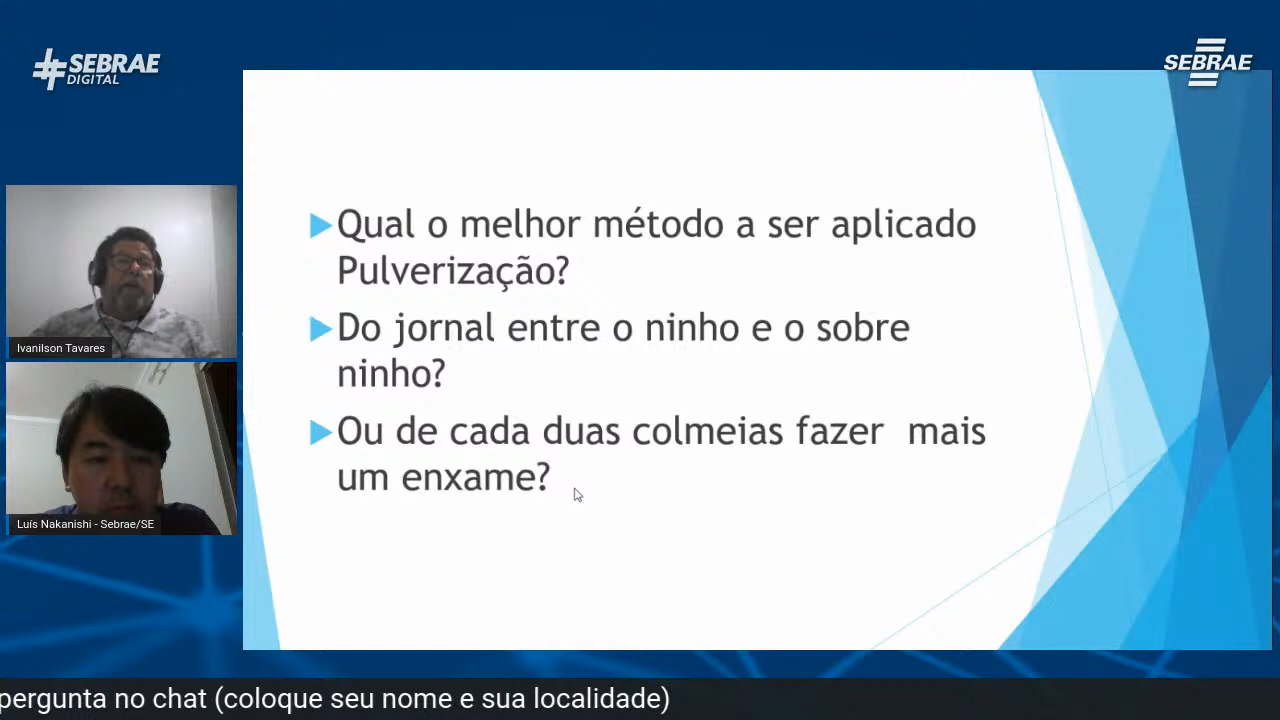 #SEBRAE
DIGITAL
SEBRAE
Qual o melhor método a ser aplicado
Pulverização?
Do jornal entre o ninho e o sobre
ninho?
Ou de cada duas colmeias fazer mais
um enxame?
Ivanilson Tavares
Luís Nakanishi - Sebrae/SE
pergunta no chat (coloque seu nome e sua localidade)